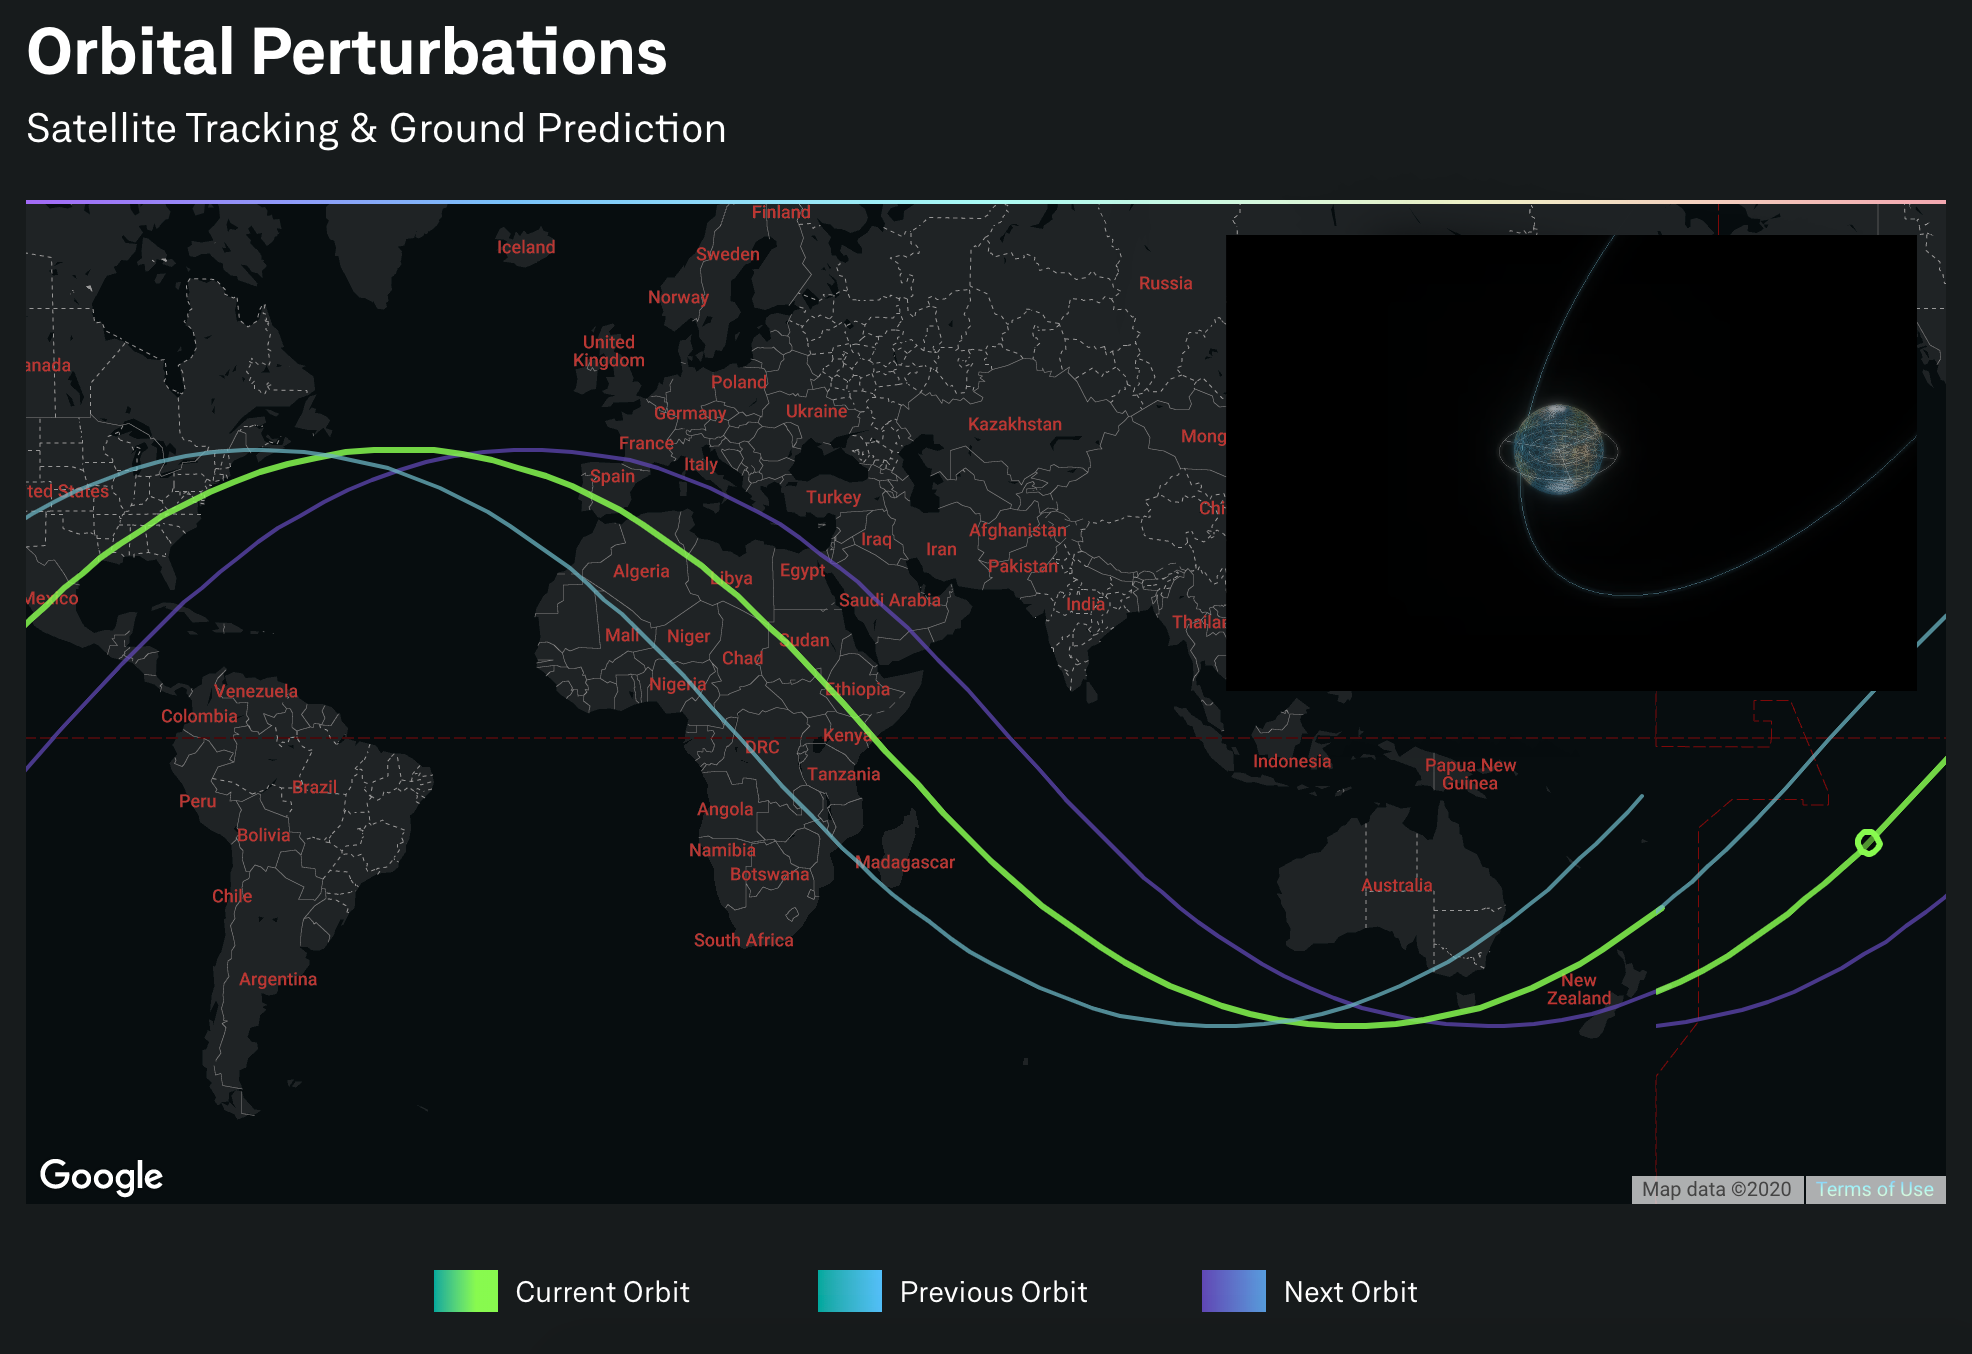 Orbital Perturbations
Satellite Tracking & Ground Prediction
Finland
Iceland
Sweden
Russia
Norway
United
Kingdom
anada
Poland
Germany
Ukraine
Kazakhstan
France
Mong
Italy
Spain
ted States
Turkey
Chi
Afghanistan
Iraq
Iran
Pakistan
Algeria
Libya
Egypt
Mexico
Saudi Arabia
India
Thailan
Mali
Niger
Sudan
Chad
Nigeria
Ethiopia
Venezuela
Colombia
Kenya
DRC
Indonesia
Papua New
Guinea
Tanzania
Brazil
Peru
Angola
Bolivia
Namibia
Madagascar
Botswana
Australia
Chile
South Africa
Argentina
New
Zealand
Google
Map data ©2020
Terms of Use
Current Orbit
Previous Orbit
Next Orbit